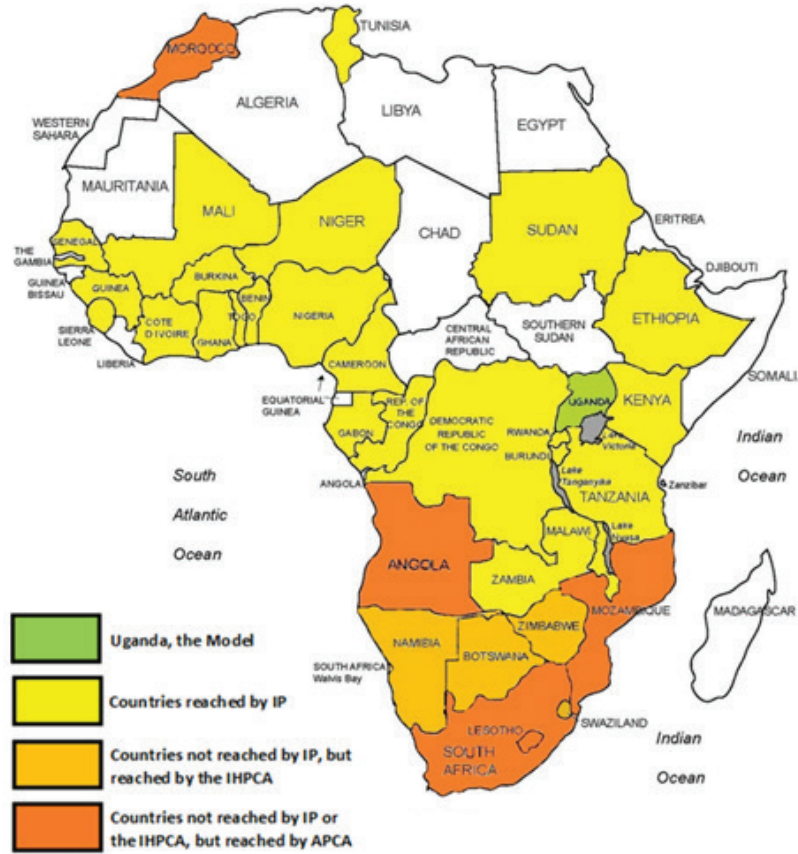 TUNISIA
MOROCCO
ALGERIA
LIBYA
EGYPT
WESTERN
SAHARA
MAURITANIA
MALI
NIGER
CHAD
SUDAN
ERITREA
SENEGAL
THE
GAMBIA
DJIBOUTI
GUINEA
BISSAU
GUINEA
BURKINA
BENIN
TOGO
NIGERIA
ETHIOPIA
SIERRA
LEONE
COTE
D'IVOIRE
GHANA
CENTRAL
AFRICAN
REPUBLIC
SOUTHERN
SUDAN
LIBERIA
CAMEROON
SOMALI
EQUATORIAL
GUINEA
REP. OF
THE
CONGO
UGANDA
KENYA
GABON
DEMOCRATIC
REPUBLIC
OF THE CONGO
RWANDA
BURUNDI
Lake
Victoria
Indian
Ocean
South
Atlantic
Ocean
ANGOLA
Lake
Tanganyike
TANZANIA
Zanzibar
MALAWI
Lake
Nyasa
ANGOLA
ZAMBIA
MOZAMBIQUE
MADAGASCAR
ZIMBABWE
NAMIBIA
BOTSWANA
SOUTH AFRICA
Walvis Bay
SWAZILAND
LESOTHO
SOUTH
AFRICA
Indian
Ocean
Uganda, the Model
Countries reached by IP
Countries not reached by IP, but
reached by the IHPCA
Countries not reached by IP or
the IHPCA, but reached by APCA